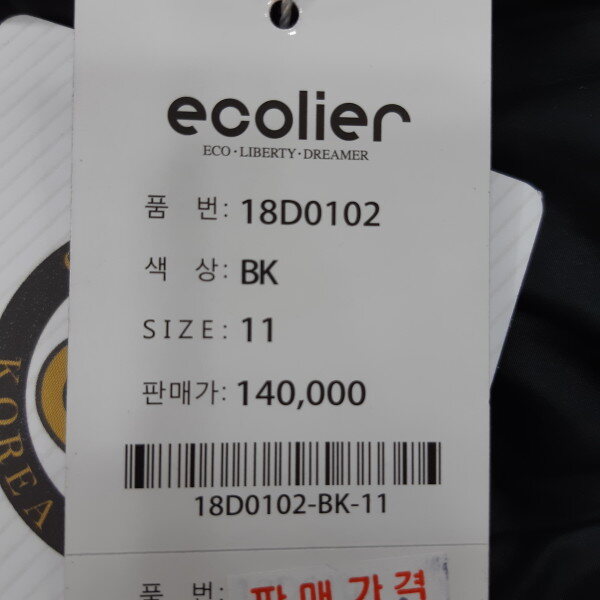 ecolier
ECO·LIBERTY·DREAMER
품 번: 18D0102
색 상: BK
SIZE: 11
판매가: 140,000
18D0102-BK-11
품 번: 판매가격
KOREA